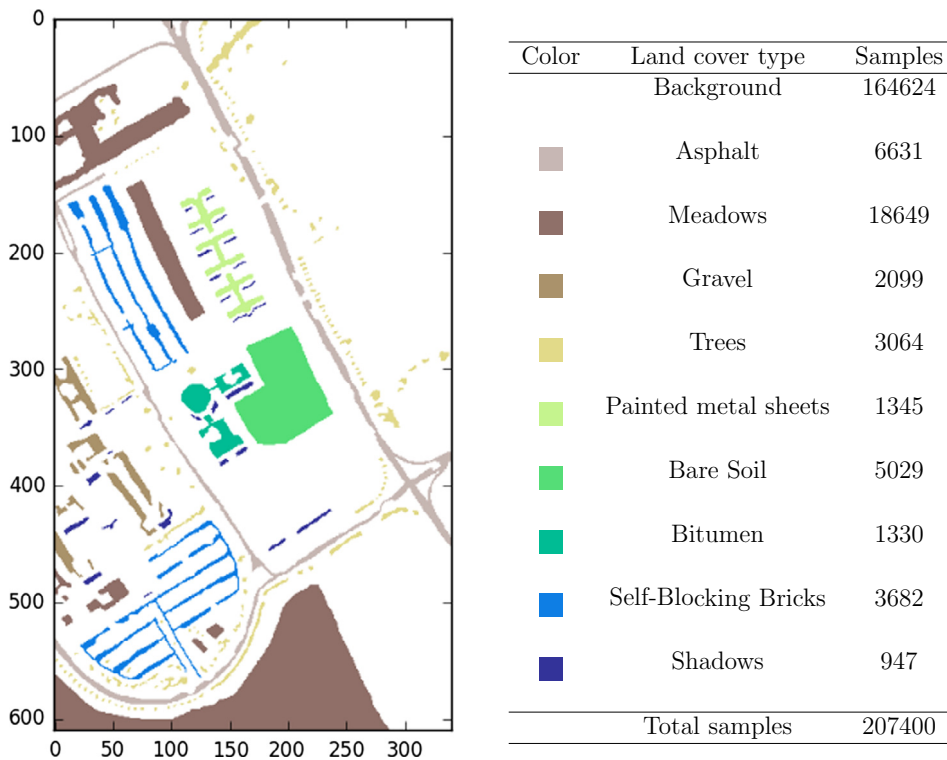 0
100
200
300
400
500
600
0 50 100 150 200 250 300
Color Land cover type Samples
Background 164624
Asphalt 6631
Meadows 18649
Gravel 2099
Trees 3064
Painted metal sheets 1345
Bare Soil 5029
Bitumen 1330
Self-Blocking Bricks 3682
Shadows 947
Total samples 207400